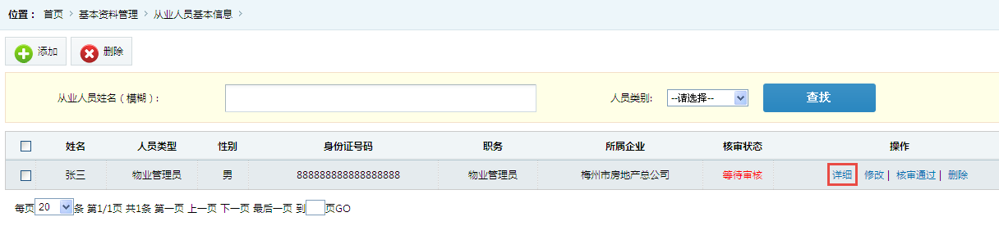 位置： 首页 > 基本资料管理 > 从业人员基本信息 >
添加 删除
从业人员姓名（模糊）: 人员类别: --请选择-- 查找
姓名 人员类型 性别 身份证号码 职务 所属企业 核审状态 操作
张三 物业管理员 男 888888888888888888 物业管理员 梅州市房地产总公司 等待审核 详细 修改 | 核审通过 | 删除
每页 20 条 第1/1页 共1条 第一页 上一页 下一页 最后一页 到 页GO